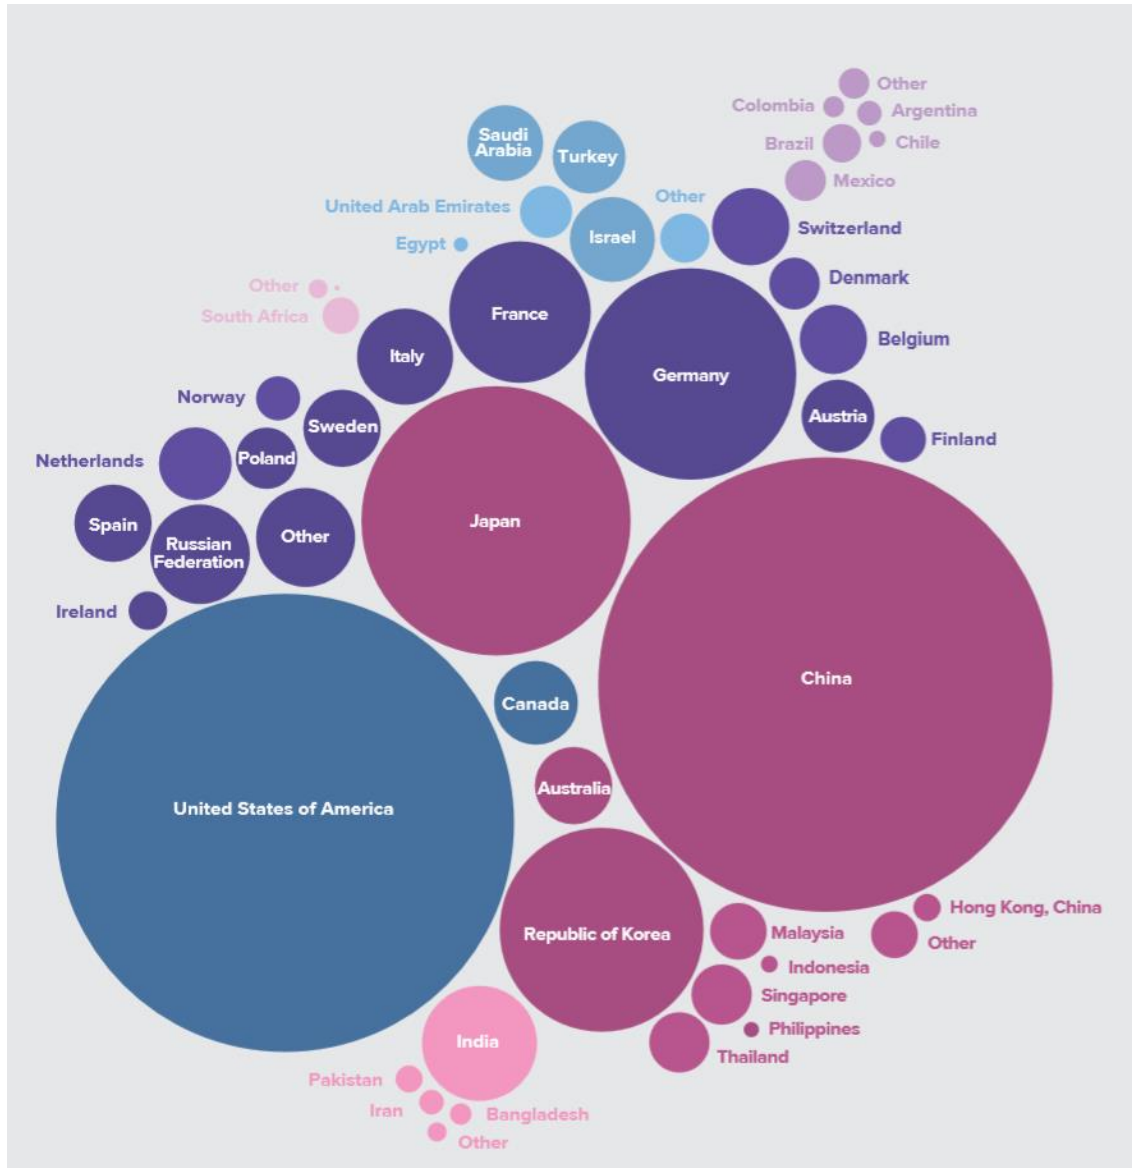 Other
Colombia
Argentina
Brazil
Chile
Mexico
Saudi
Arabia
Turkey
United Arab Emirates
Other
Switzerland
Egypt
Israel
Denmark
Other
South Africa
France
Belgium
Italy
Germany
Norway
Sweden
Austria
Finland
Netherlands
Poland
Spain
Japan
Russian
Federation
Other
Ireland
China
Canada
Australia
United States of America
Hong Kong, China
Republic of Korea
Malaysia
Other
Indonesia
Singapore
Philippines
India
Thailand
Pakistan
Iran
Bangladesh
Other